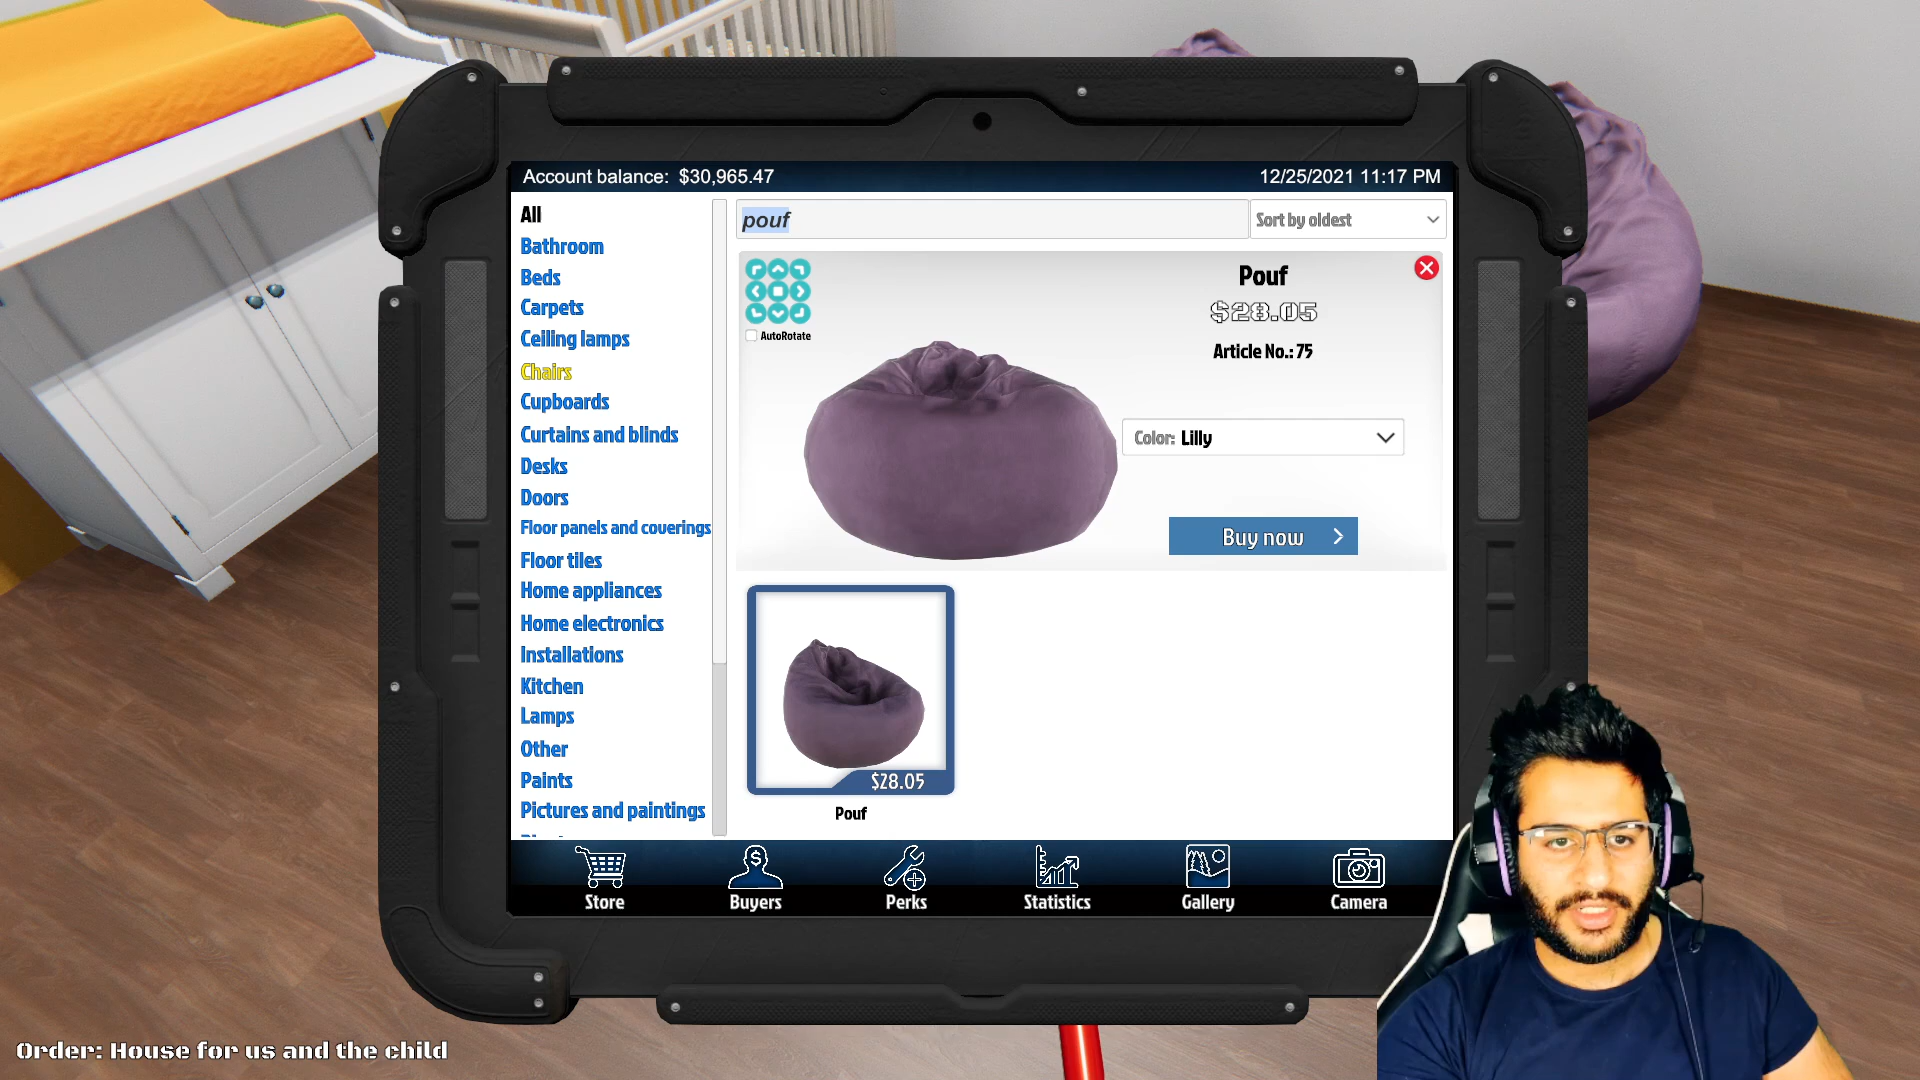 Account balance: $30,965.47
12/25/2021 11:17 PM
All
Bathroom
Beds
Carpets
Ceiling lamps
Chairs
Cupboards
Curtains and blinds
Desks
Doors
Floor panels and coverings
Floor tiles
Home appliances
Home electronics
Installations
Kitchen
Lamps
Other
Paints
Pictures and paintings
pouf
Sort by oldest
AutoRotate
Pouf
$28.05
Article No.: 75
Color: Lilly
Buy now
$28.05
Pouf
Store
Buyers
Perks
Statistics
Gallery
Camera
Order: House for us and the child